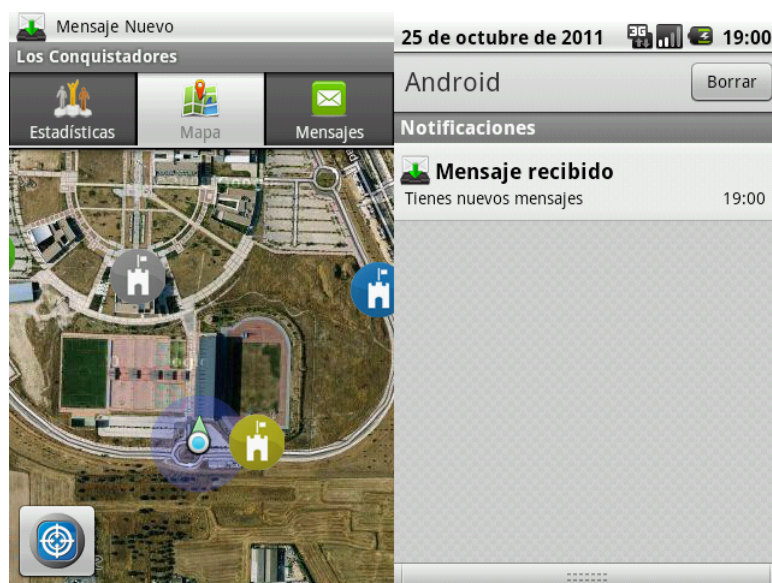 Mensaje Nuevo
Los Conquistadores
Estadísticas
Mapa
Mensajes
25 de octubre de 2011
3G
19:00
Android
Borrar
Notificaciones
Mensaje recibido
Tienes nuevos mensajes
19:00